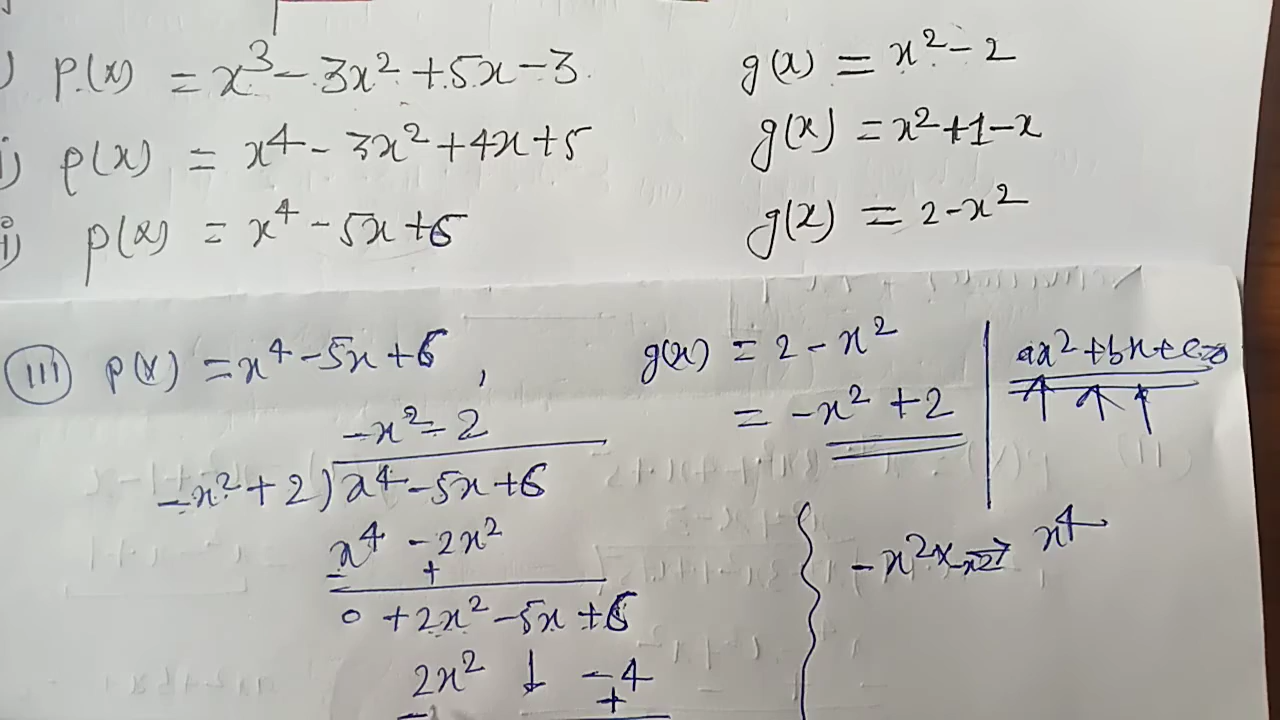 ) p(x) = x³ - 3x² + 5x - 3 g(x) = x² - 2
i) p(x) = x⁴ - 3x² + 4x + 5 g(x) = x² + 1 - x
ii) p(x) = x⁴ - 5x + 6 g(x) = 2 - x²
(III) p(x) = x⁴ - 5x + 6 , g(x) = 2 - x² | ax² + bx + c = 0
= -x² + 2
-x² - 2
-x² + 2 ) x⁴ - 5x + 6
x⁴ - 2x²
- +
0 + 2x² - 5x + 6
2x² ↓ - 4
- +
-x² × -x² → x⁴